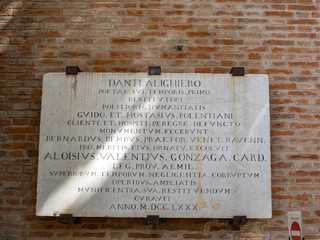 DANTI. ALIGHIERO
POETAE. SVI. TEMPORIS. PRIMO
RESTITVTORI
POLITIORIS. HVMANITATIS
GVIDO. ET. HOSTASIVS. POLENTIANI
CLIENTI. ET. HOSPITI. PEREGRE. DEFVNCTO
MONVMENTVM. FECERVNT
BERNARDVS. BEMBVS. PRAETOR. VENET. RAVENN.
PRO. MERITIS. EIVS. ORNATV. EXCOLVIT
ALOISIVS. VALENTIVS. GONZAGA. CARD.
LEG. PROV. AEMIL.
SVPERIORVM. TEMPORVM. NEGLIGENTIA. CORRVPTVM
OPERIBVS. AMPLIATIS
MVNIFICENTIA. SVA. RESTITVENDVM
CVRAVIT
ANNO. M. DCC. LXXX.